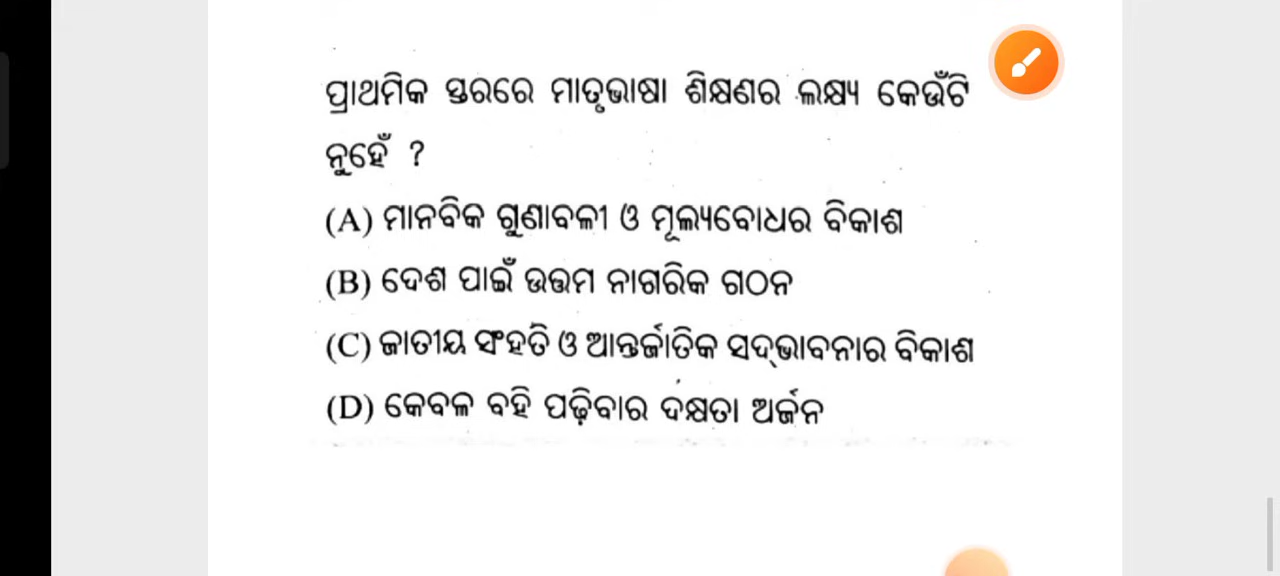 ପ୍ରାଥମିକ ସ୍ତରରେ ମାତୃଭାଷା ଶିକ୍ଷଣର ଲକ୍ଷ୍ୟ କେଉଁଟି
ନୁହେଁ ?
(A) ମାନବିକ ଗୁଣାବଳୀ ଓ ମୂଲ୍ୟବୋଧର ବିକାଶ
(B) ଦେଶ ପାଇଁ ଉତ୍ତମ ନାଗରିକ ଗଠନ
(C) ଜାତୀୟ ସଂହତି ଓ ଆନ୍ତର୍ଜାତିକ ସଦ୍‌ଭାବନାର ବିକାଶ
(D) କେବଳ ବହି ପଢ଼ିବାର ଦକ୍ଷତା ଅର୍ଜନ